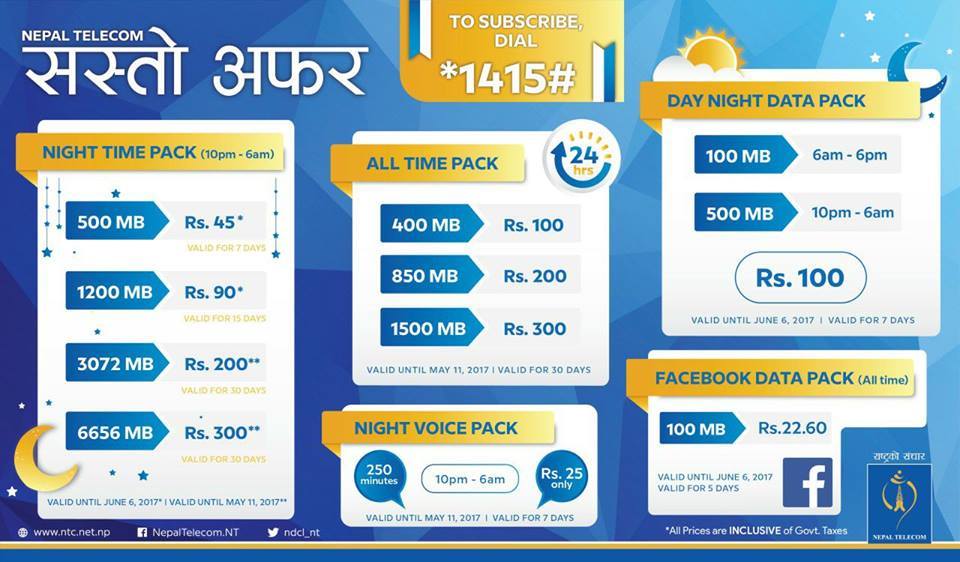 NEPAL TELECOM
सस्तो अफर
TO SUBSCRIBE,
DIAL
*1415#
NIGHT TIME PACK (10pm - 6am)
500 MB Rs. 45*
VALID FOR 7 DAYS
1200 MB Rs. 90*
VALID FOR 15 DAYS
3072 MB Rs. 200**
VALID FOR 30 DAYS
6656 MB Rs. 300**
VALID FOR 30 DAYS
VALID UNTIL JUNE 6, 2017* I VALID UNTIL MAY 11, 2017**
ALL TIME PACK
24
hrs
400 MB Rs. 100
850 MB Rs. 200
1500 MB Rs. 300
VALID UNTIL MAY 11, 2017 I VALID FOR 30 DAYS
NIGHT VOICE PACK
250
minutes
10pm - 6am
Rs. 25
only
VALID UNTIL MAY 11, 2017 | VALID FOR 7 DAYS
DAY NIGHT DATA PACK
100 MB 6am - 6pm
500 MB 10pm - 6am
Rs. 100
VALID UNTIL JUNE 6, 2017 I VALID FOR 7 DAYS
FACEBOOK DATA PACK (All time)
100 MB Rs.22.60
VALID UNTIL JUNE 6, 2017
VALID FOR 5 DAYS
f
राष्ट्रको संचार
NEPAL TELECOM
*All Prices are INCLUSIVE of Govt. Taxes
www.ntc.net.np f NepalTelecom.NT ndcl_nt